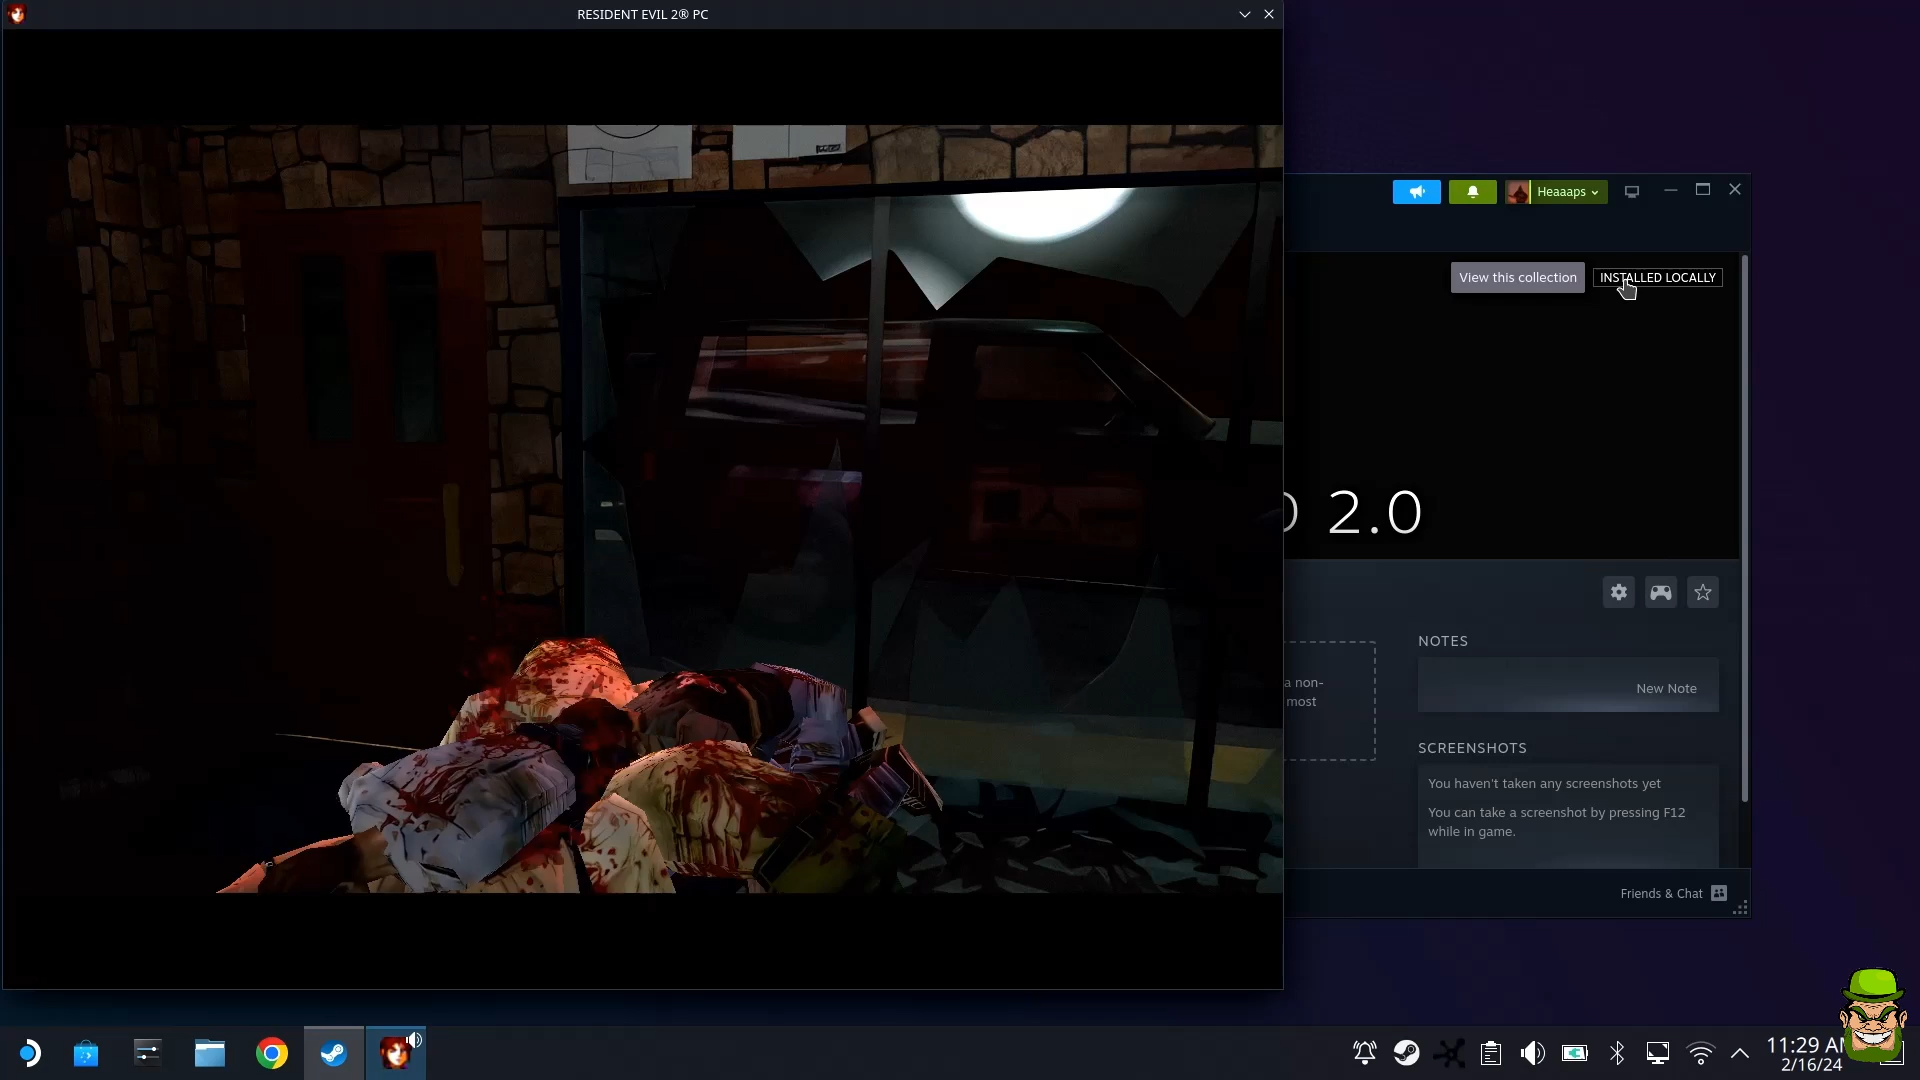 RESIDENT EVIL 2® PC
Heaaaps
View this collection
INSTALLED LOCALLY
2.0
a non-
most
NOTES
New Note
SCREENSHOTS
You haven't taken any screenshots yet
You can take a screenshot by pressing F12
while in game.
Friends & Chat
11:29 AM
2/16/24